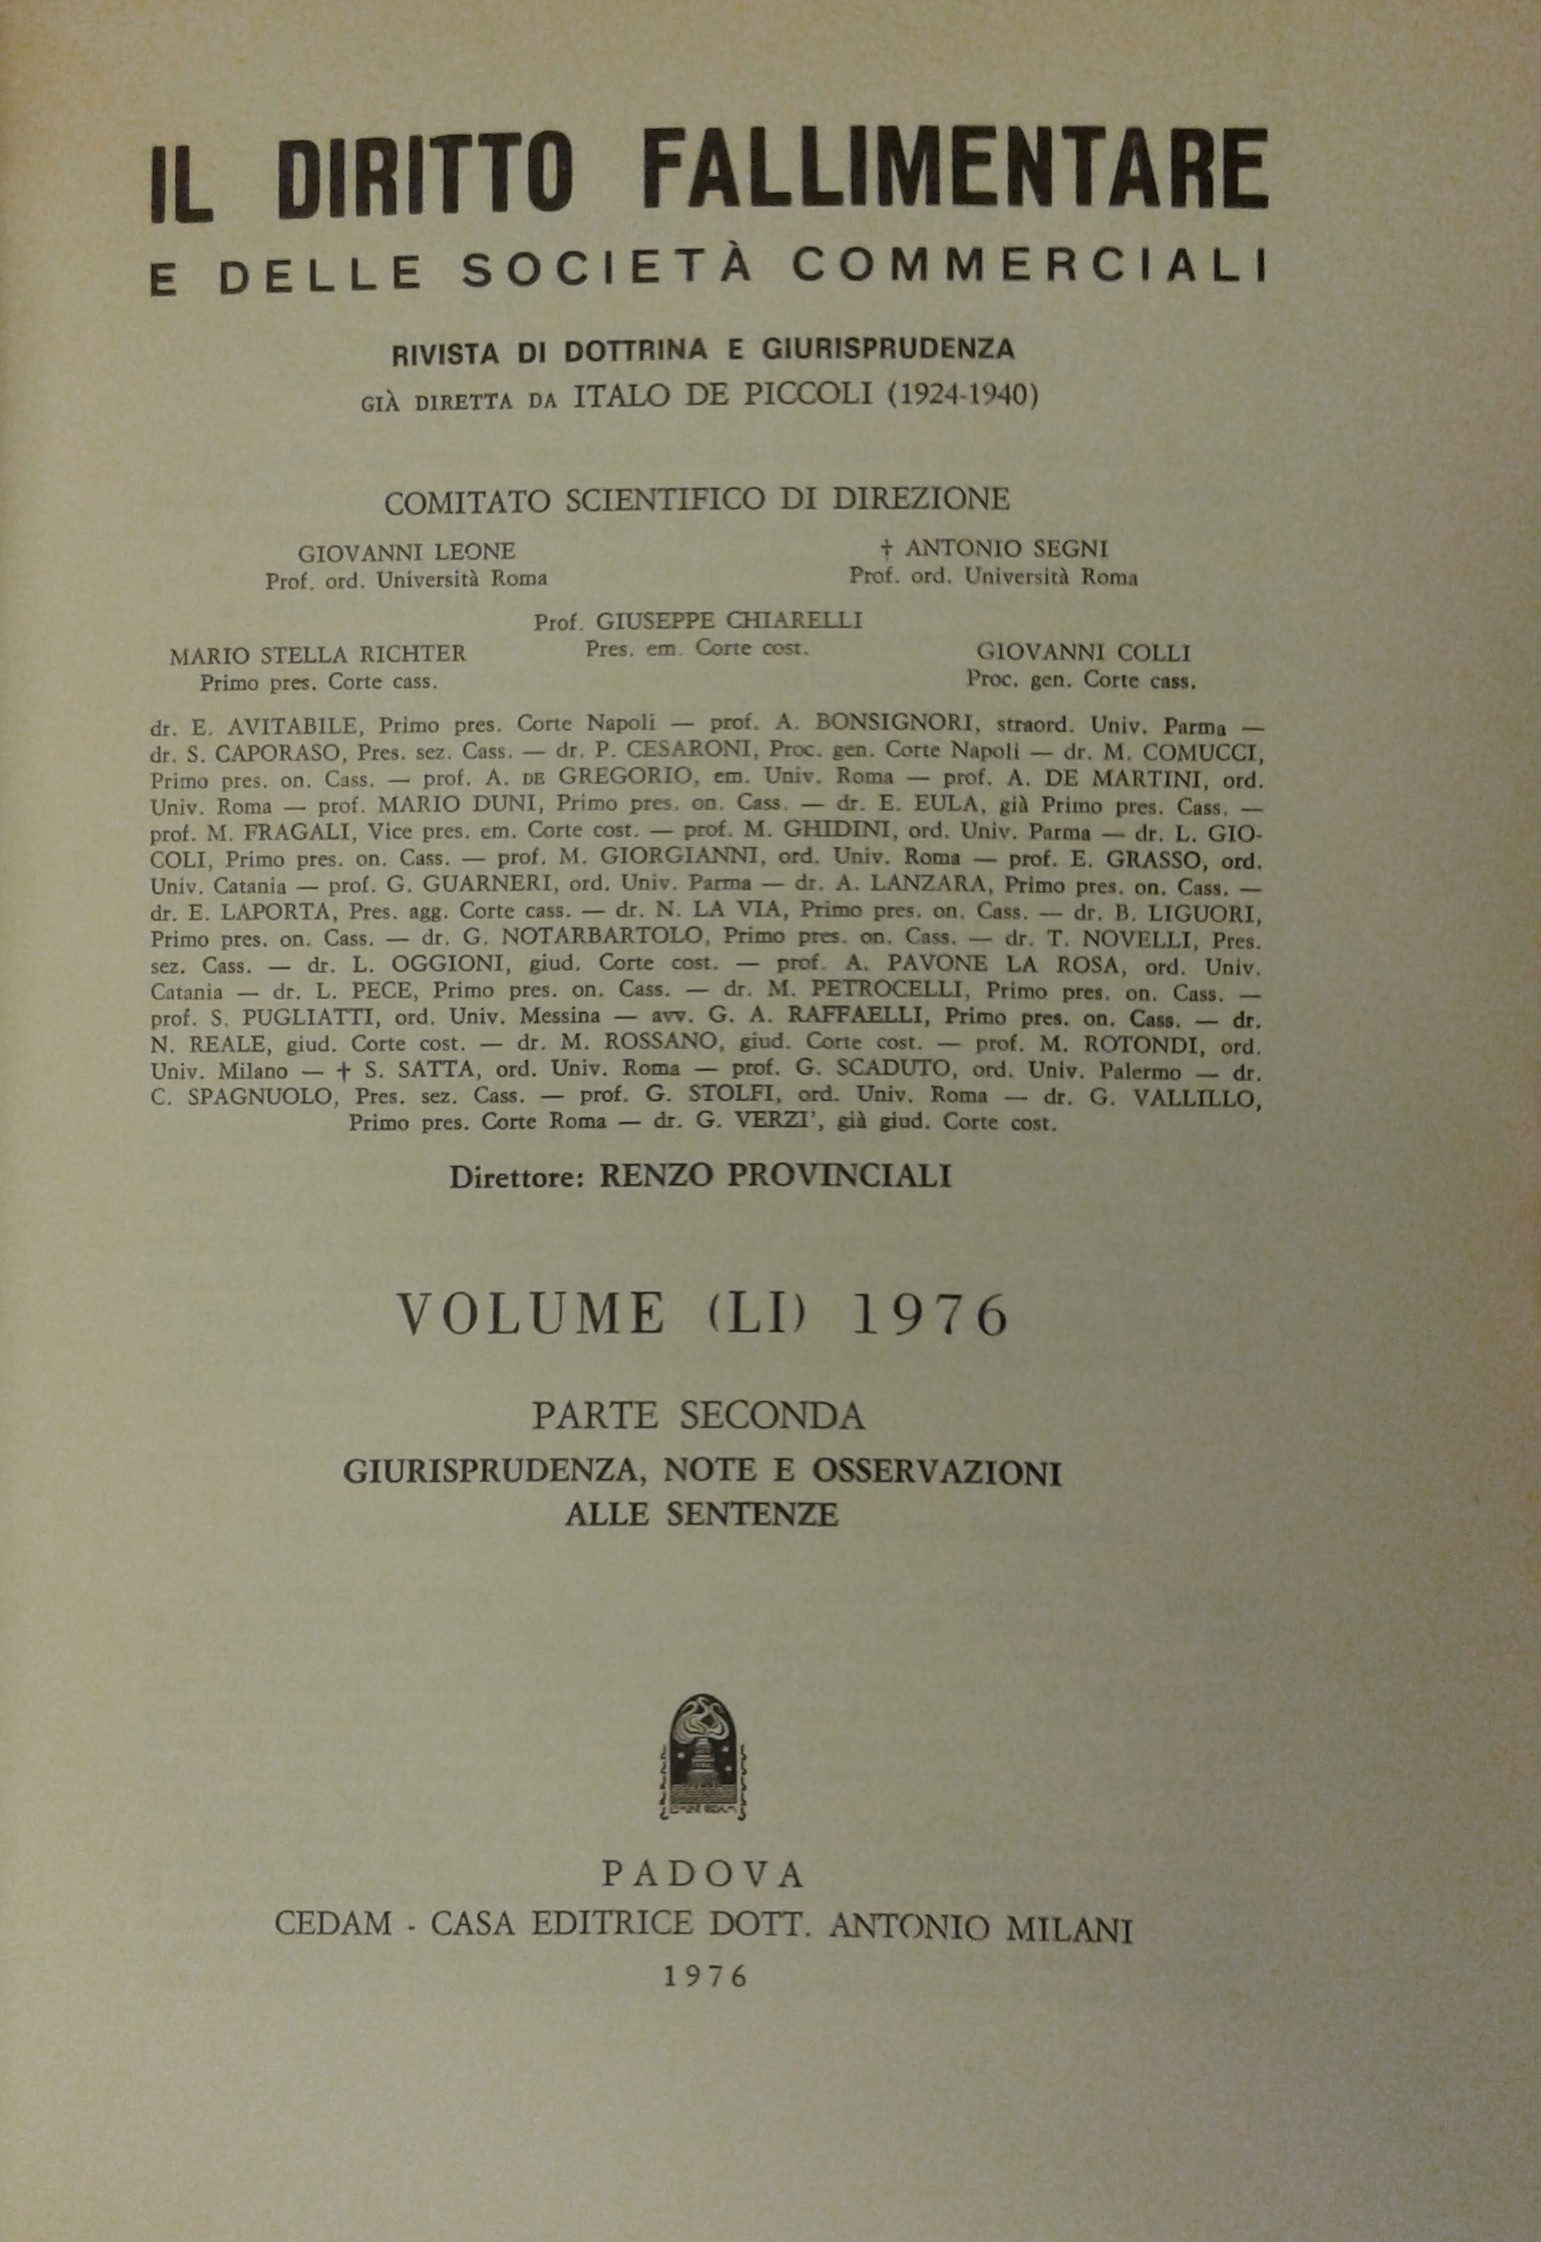 IL DIRITTO FALLIMENTARE
E DELLE SOCIETÀ COMMERCIALI
RIVISTA DI DOTTRINA E GIURISPRUDENZA
GIÀ DIRETTA DA ITALO DE PICCOLI (1924-1940)
COMITATO SCIENTIFICO DI DIREZIONE
GIOVANNI LEONE
Prof. ord. Università Roma
† ANTONIO SEGNI
Prof. ord. Università Roma
Prof. GIUSEPPE CHIARELLI
Pres. em. Corte cost.
MARIO STELLA RICHTER
Primo pres. Corte cass.
GIOVANNI COLLI
Proc. gen. Corte cass.
dr. E. AVITABILE, Primo pres. Corte Napoli — prof. A. BONSIGNORI, straord. Univ. Parma —
dr. S. CAPORASO, Pres. sez. Cass. — dr. P. CESARONI, Proc. gen. Corte Napoli — dr. M. COMUCCI,
Primo pres. on. Cass. — prof. A. DE GREGORIO, em. Univ. Roma — prof. A. DE MARTINI, ord.
Univ. Roma — prof. MARIO DUNI, Primo pres. on. Cass. — dr. E. EULA, già Primo pres. Cass. —
prof. M. FRAGALI, Vice pres. em. Corte cost. — prof. M. GHIDINI, ord. Univ. Parma — dr. L. GIO-
COLI, Primo pres. on. Cass. — prof. M. GIORGIANNI, ord. Univ. Roma — prof. E. GRASSO, ord.
Univ. Catania — prof. G. GUARNERI, ord. Univ. Parma — dr. A. LANZARA, Primo pres. on. Cass. —
dr. E. LAPORTA, Pres. agg. Corte cass. — dr. N. LA VIA, Primo pres. on. Cass. — dr. B. LIGUORI,
Primo pres. on. Cass. — dr. G. NOTARBARTOLO, Primo pres. on. Cass. — dr. T. NOVELLI, Pres.
sez. Cass. — dr. L. OGGIONI, giud. Corte cost. — prof. A. PAVONE LA ROSA, ord. Univ.
Catania — dr. L. PECE, Primo pres. on. Cass. — dr. M. PETROCELLI, Primo pres. on. Cass. —
prof. S. PUGLIATTI, ord. Univ. Messina — avv. G. A. RAFFAELLI, Primo pres. on. Cass. — dr.
N. REALE, giud. Corte cost. — dr. M. ROSSANO, giud. Corte cost. — prof. M. ROTONDI, ord.
Univ. Milano — † S. SATTA, ord. Univ. Roma — prof. G. SCADUTO, ord. Univ. Palermo — dr.
C. SPAGNUOLO, Pres. sez. Cass. — prof. G. STOLFI, ord. Univ. Roma — dr. G. VALLILLO,
Primo pres. Corte Roma — dr. G. VERZI', già giud. Corte cost.
Direttore: RENZO PROVINCIALI
VOLUME (LI) 1976
PARTE SECONDA
GIURISPRUDENZA, NOTE E OSSERVAZIONI
ALLE SENTENZE
PADOVA
CEDAM - CASA EDITRICE DOTT. ANTONIO MILANI
1976